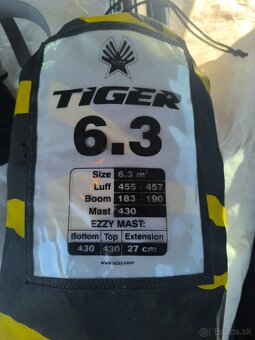 TIGER
6.3
Size 6.3 m²
Luff 455 - 457
Boom 183 - 190
Mast 430
EZZY MAST:
Bottom Top Extension
430 430 27 cm
www.ezzy.com
© Bazos.sk